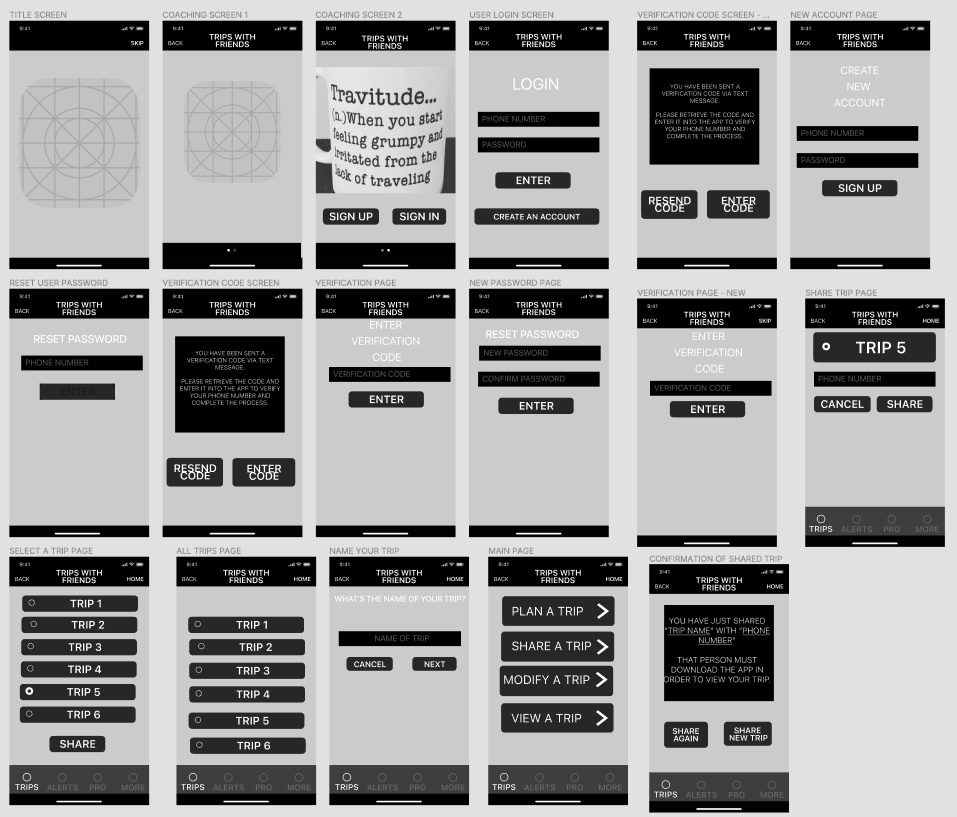 TITLE SCREEN
9:41
SKIP
COACHING SCREEN 1
9:41
BACK
TRIPS WITH
FRIENDS
COACHING SCREEN 2
9:41
BACK
TRIPS WITH
FRIENDS
Travitude...
(n.)When you start
feeling grumpy and
irritated from the
lack of traveling
SIGN UP
SIGN IN
USER LOGIN SCREEN
9:41
BACK
TRIPS WITH
FRIENDS
LOGIN
PHONE NUMBER
PASSWORD
ENTER
CREATE AN ACCOUNT
VERIFICATION CODE SCREEN - ...
9:41
BACK
TRIPS WITH
FRIENDS
YOU HAVE BEEN SENT A
VERIFICATION CODE VIA TEXT
MESSAGE.
PLEASE RETRIEVE THE CODE AND
ENTER IT INTO THE APP TO VERIFY
YOUR PHONE NUMBER AND
COMPLETE THE PROCESS.
RESEND
CODE
ENTER
CODE
NEW ACCOUNT PAGE
9:41
BACK
TRIPS WITH
FRIENDS
CREATE
NEW
ACCOUNT
PHONE NUMBER
PASSWORD
SIGN UP
RESET USER PASSWORD
9:41
BACK
TRIPS WITH
FRIENDS
RESET PASSWORD
PHONE NUMBER
ENTER
VERIFICATION CODE SCREEN
9:41
BACK
TRIPS WITH
FRIENDS
YOU HAVE BEEN SENT A
VERIFICATION CODE VIA TEXT
MESSAGE.
PLEASE RETRIEVE THE CODE AND
ENTER IT INTO THE APP TO VERIFY
YOUR PHONE NUMBER AND
COMPLETE THE PROCESS.
RESEND
CODE
ENTER
CODE
VERIFICATION PAGE
9:41
BACK
TRIPS WITH
FRIENDS
ENTER
VERIFICATION
CODE
VERIFICATION CODE
ENTER
NEW PASSWORD PAGE
9:41
BACK
TRIPS WITH
FRIENDS
RESET PASSWORD
NEW PASSWORD
CONFIRM PASSWORD
ENTER
VERIFICATION PAGE - NEW
9:41
BACK
TRIPS WITH
FRIENDS
SKIP
ENTER
VERIFICATION
CODE
VERIFICATION CODE
ENTER
SHARE TRIP PAGE
9:41
BACK
TRIPS WITH
FRIENDS
HOME
TRIP 5
PHONE NUMBER
CANCEL
SHARE
TRIPS
ALERTS
PRO
MORE
SELECT A TRIP PAGE
9:41
BACK
TRIPS WITH
FRIENDS
HOME
TRIP 1
TRIP 2
TRIP 3
TRIP 4
TRIP 5
TRIP 6
SHARE
TRIPS
ALERTS
PRO
MORE
ALL TRIPS PAGE
9:41
BACK
TRIPS WITH
FRIENDS
HOME
TRIP 1
TRIP 2
TRIP 3
TRIP 4
TRIP 5
TRIP 6
TRIPS
ALERTS
PRO
MORE
NAME YOUR TRIP
9:41
BACK
TRIPS WITH
FRIENDS
HOME
WHAT'S THE NAME OF YOUR TRIP?
NAME OF TRIP
CANCEL
NEXT
TRIPS
ALERTS
PRO
MORE
MAIN PAGE
9:41
BACK
TRIPS WITH
FRIENDS
HOME
PLAN A TRIP
SHARE A TRIP
MODIFY A TRIP
VIEW A TRIP
TRIPS
ALERTS
PRO
MORE
CONFIRMATION OF SHARED TRIP
9:41
BACK
TRIPS WITH
FRIENDS
HOME
YOU HAVE JUST SHARED
"TRIP NAME" WITH "PHONE
NUMBER"
THAT PERSON MUST
DOWNLOAD THE APP IN
ORDER TO VIEW YOUR TRIP.
SHARE
AGAIN
SHARE
NEW TRIP
TRIPS
ALERTS
PRO
MORE